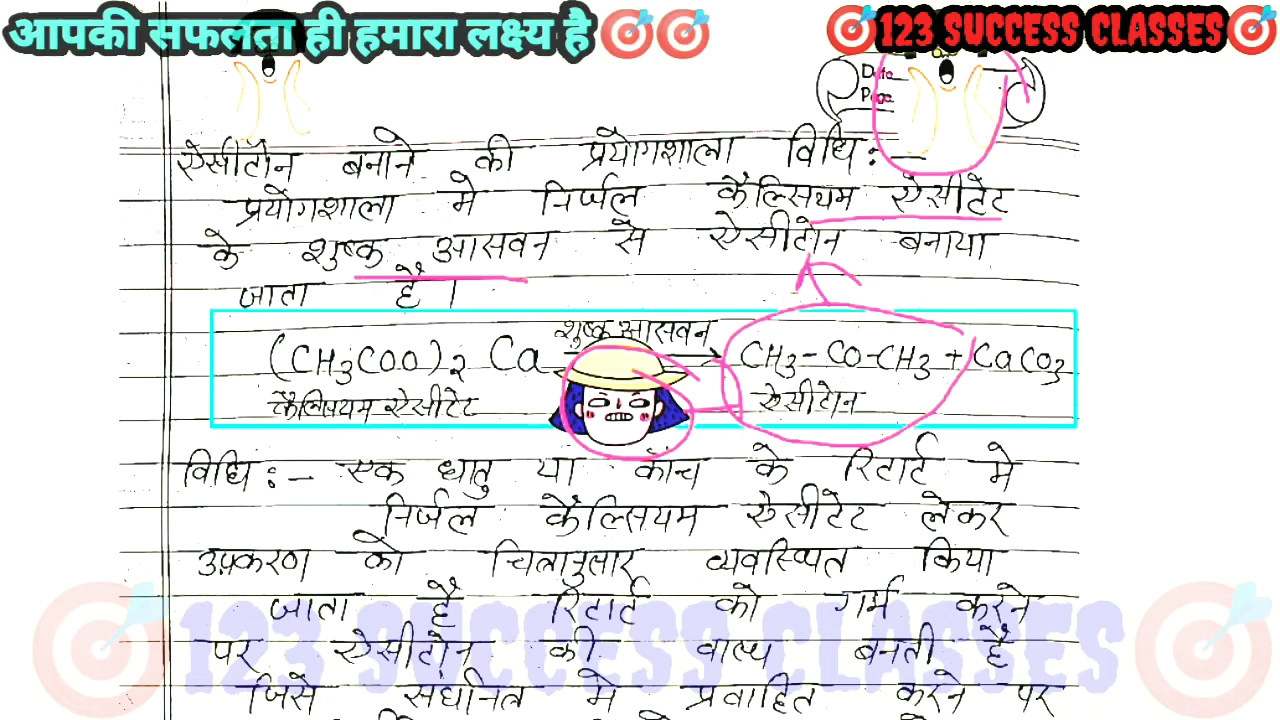 आपकी सफलता ही हमारा लक्ष्य है
123 SUCCESS CLASSES
Date
Page
ऐसीटोन बनाने की प्रयोगशाला विधि :—
प्रयोगशाला मे निर्जल कैल्सियम ऐसीटेट
के शुष्क आसवन से ऐसीटोन बनाया
जाता है ।
(CH3COO)2 Ca शुष्क आसवन → CH3-CO-CH3 + CaCO3
कैल्सियम ऐसीटेट ऐसीटोन
विधि :- एक धातु या काँच के रिटार्ट मे
निर्जल कैल्सियम ऐसीटेट लेकर
उपकरण को चित्रानुसार व्यवस्थित किया
जाता है रिटार्ट को गर्म करने
पर ऐसीटोन की वाष्प बनती है
जिसे संघनित्र मे प्रवाहित करने पर
123 SUCCESS CLASSES